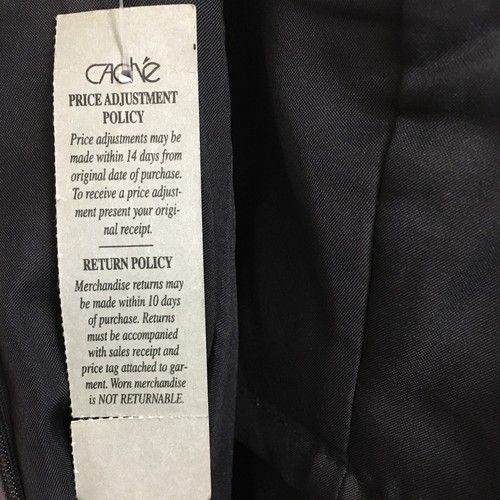 CACHÉ
PRICE ADJUSTMENT
POLICY
Price adjustments may be
made within 14 days from
original date of purchase.
To receive a price adjust-
ment present your origi-
nal receipt.
RETURN POLICY
Merchandise returns may
be made within 10 days
of purchase. Returns
must be accompanied
with sales receipt and
price tag attached to gar-
ment. Worn merchandise
is NOT RETURNABLE.